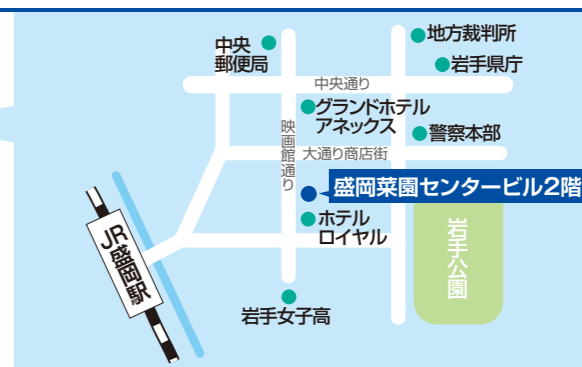 中央
郵便局
地方裁判所
岩手県庁
中央通り
グランドホテル
アネックス
警察本部
映画館通り
大通り商店街
盛岡菜園センタービル2階
ホテル
ロイヤル
岩手公園
JR盛岡駅
岩手女子高